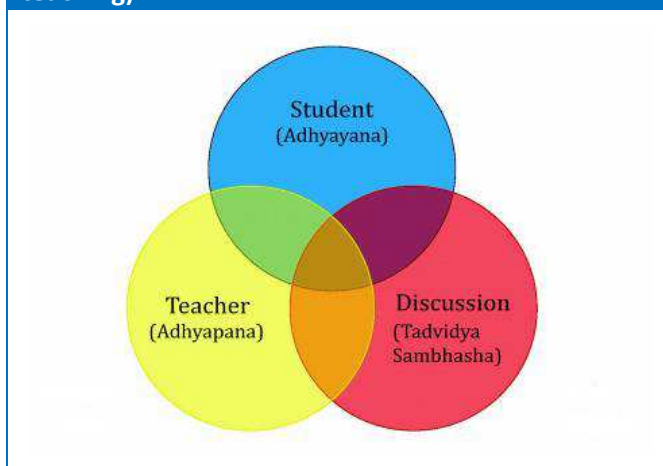 Student
(Adhyayana)
Teacher
(Adhyapana)
Discussion
(Tadvidya
Sambhasha)